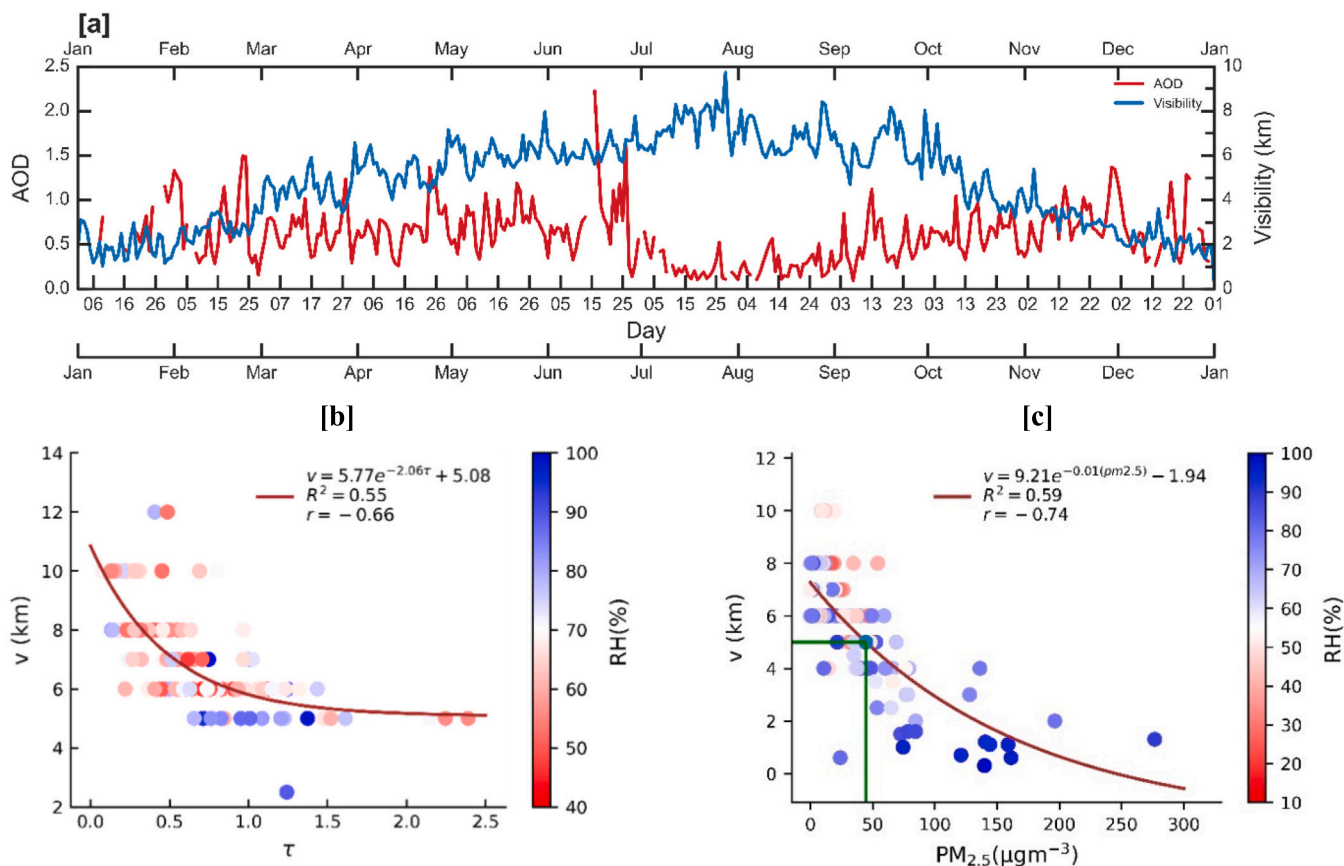 [a]
Jan Feb Mar Apr May Jun Jul Aug Sep Oct Nov Dec Jan
2.5 2.0 1.5 1.0 0.5 0.0
AOD
10 8 6 4 2 0
Visibility (km)
AOD
Visibility
06 16 26 05 15 25 07 17 27 06 16 26 06 16 26 05 15 25 05 15 25 04 14 24 03 13 23 03 13 23 02 12 22 02 12 22 01
Day
Jan Feb Mar Apr May Jun Jul Aug Sep Oct Nov Dec Jan
[b]
14 12 10 8 6 4 2
v (km)
v = 5.77e^{−2.06τ} + 5.08
R² = 0.55
r = −0.66
0.0 0.5 1.0 1.5 2.0 2.5
τ
100 90 80 70 60 50 40
RH(%)
[c]
12 10 8 6 4 2 0
v (km)
v = 9.21e^{−0.01(pm2.5)} − 1.94
R² = 0.59
r = −0.74
0 50 100 150 200 250 300
PM₂.₅(μgm⁻³)
100 90 80 70 60 50 40 30 20 10
RH(%)